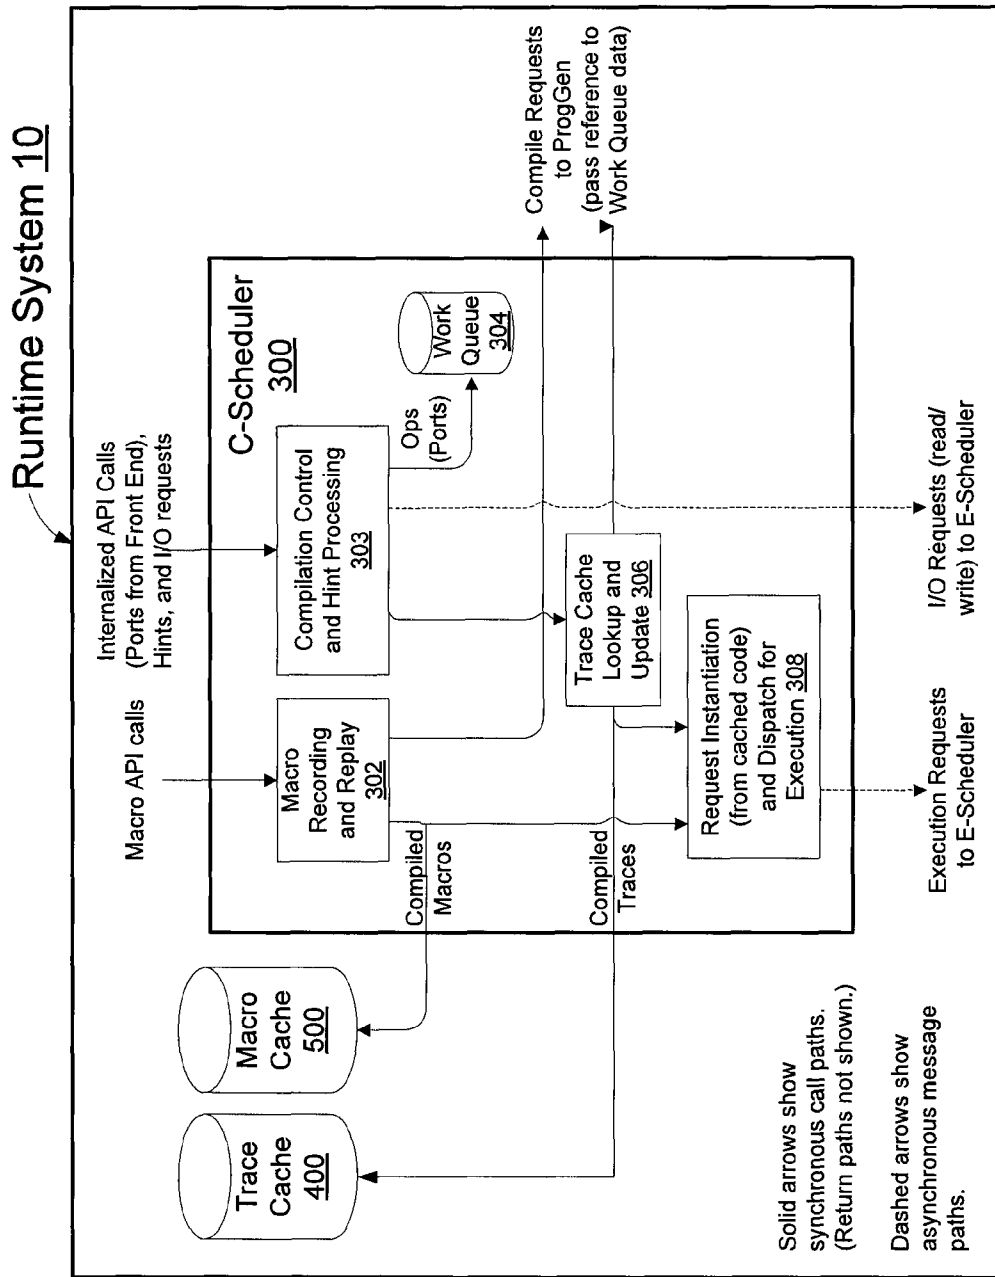 Runtime System 10
Macro API calls
Internalized API Calls
(Ports from Front End),
Hints, and I/O requests
C-Scheduler
300
Trace
Cache
400
Macro
Cache
500
Macro
Recording
and Replay
302
Compilation Control
and Hint Processing
303
Ops
(Ports)
Work
Queue
304
Compiled
Macros
Compiled
Traces
Trace Cache
Lookup and
Update 306
Request Instantiation
(from cached code)
and Dispatch for
Execution 308
Compile Requests
to ProgGen
(pass reference to
Work Queue data)
Execution Requests
to E-Scheduler
I/O Requests (read/
write) to E-Scheduler
Solid arrows show
synchronous call paths.
(Return paths not shown.)
Dashed arrows show
asynchronous message
paths.